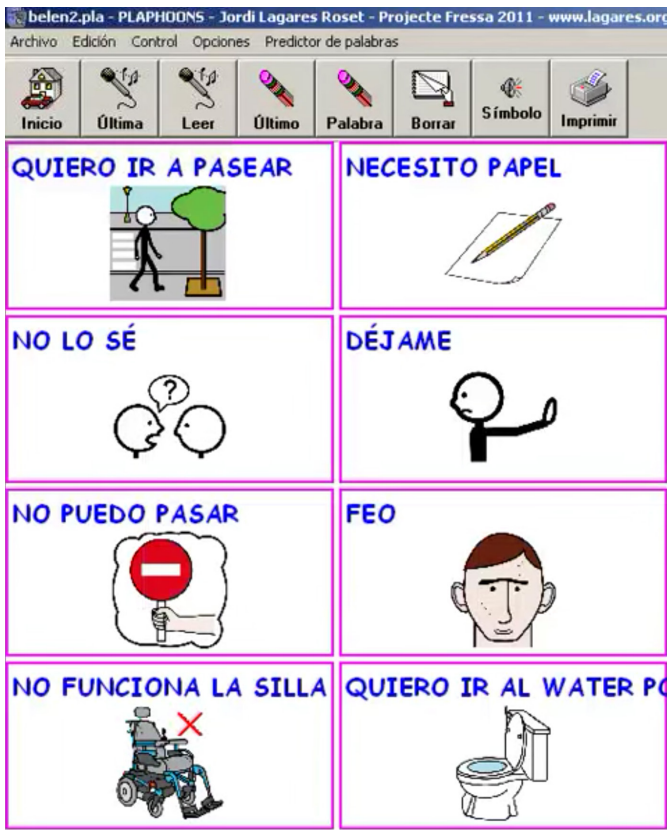 belen2.pla - PLAPHOONS - Jordi Lagares Roset - Projecte Fressa 2011 - www.lagares.org
Archivo Edición Control Opciones Predictor de palabras
Inicio Última Leer Último Palabra Borrar Símbolo Imprimir
QUIERO IR A PASEAR NECESITO PAPEL
NO LO SÉ DÉJAME
?
NO PUEDO PASAR FEO
NO FUNCIONA LA SILLA QUIERO IR AL WATER